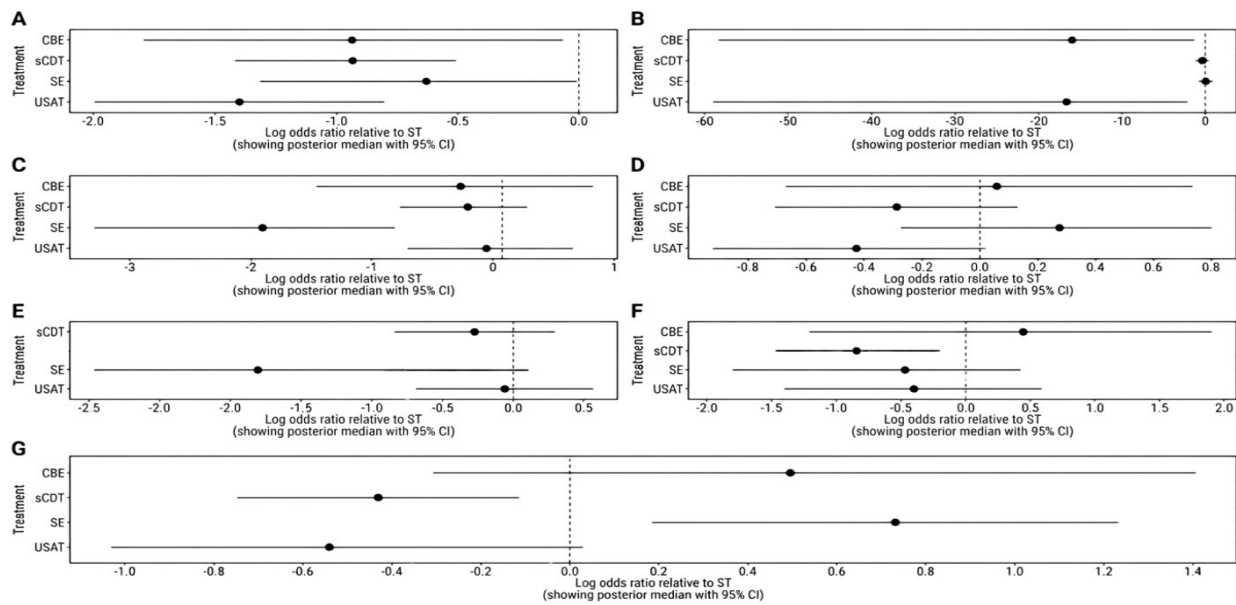 A
Treatment
CBE
sCDT
SE
USAT
-2.0 -1.5 -1.0 -0.5 0.0
Log odds ratio relative to ST
(showing posterior median with 95% CI)
B
Treatment
CBE
sCDT
SE
USAT
-60 -50 -40 -30 -20 -10 0
Log odds ratio relative to ST
(showing posterior median with 95% CI)
C
Treatment
CBE
sCDT
SE
USAT
-3 -2 -1 0 1
Log odds ratio relative to ST
(showing posterior median with 95% CI)
D
Treatment
CBE
sCDT
SE
USAT
-0.8 -0.6 -0.4 -0.2 0.0 0.2 0.4 0.6 0.8
Log odds ratio relative to ST
(showing posterior median with 95% CI)
E
Treatment
sCDT
SE
USAT
-2.5 -2.0 -1.5 -1.0 -0.5 0.0 0.5
Log odds ratio relative to ST
(showing posterior median with 95% CI)
F
Treatment
CBE
sCDT
SE
USAT
-2.0 -1.5 -1.0 -0.5 0.0 0.5 1.0 1.5 2.0
Log odds ratio relative to ST
(showing posterior median with 95% CI)
G
Treatment
CBE
sCDT
SE
USAT
-1.0 -0.8 -0.6 -0.4 -0.2 0.0 0.2 0.4 0.6 0.8 1.0 1.2 1.4
Log odds ratio relative to ST
(showing posterior median with 95% CI)